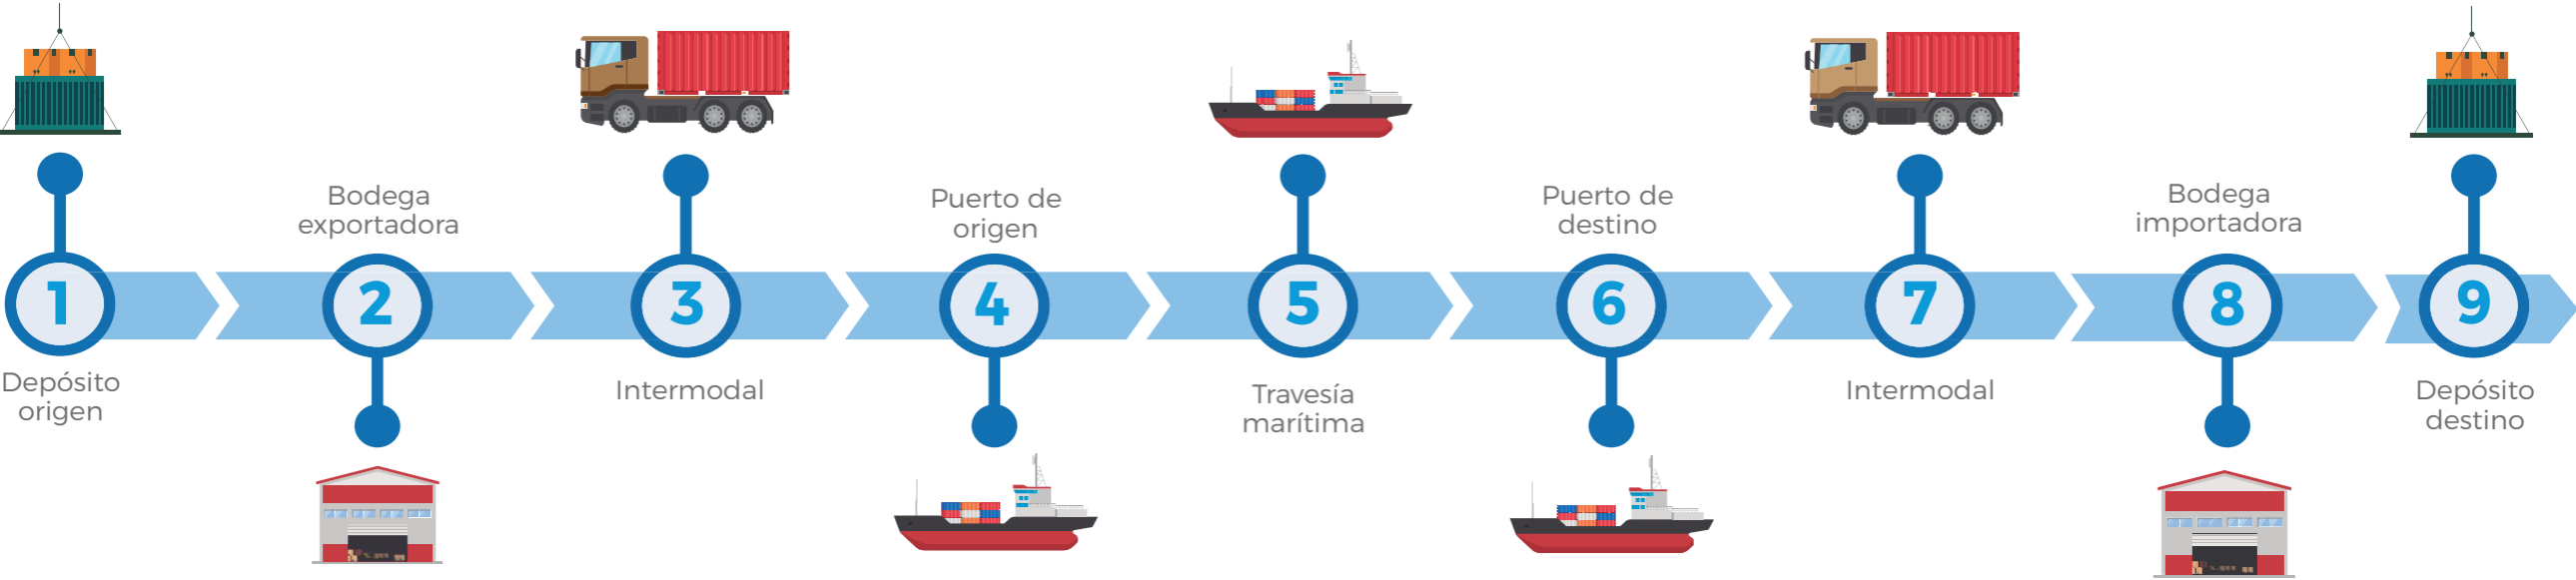 1
Depósito
origen
Bodega
exportadora
2
3
Intermodal
Puerto de
origen
4
5
Travesía
marítima
Puerto de
destino
6
7
Intermodal
Bodega
importadora
8
9
Depósito
destino